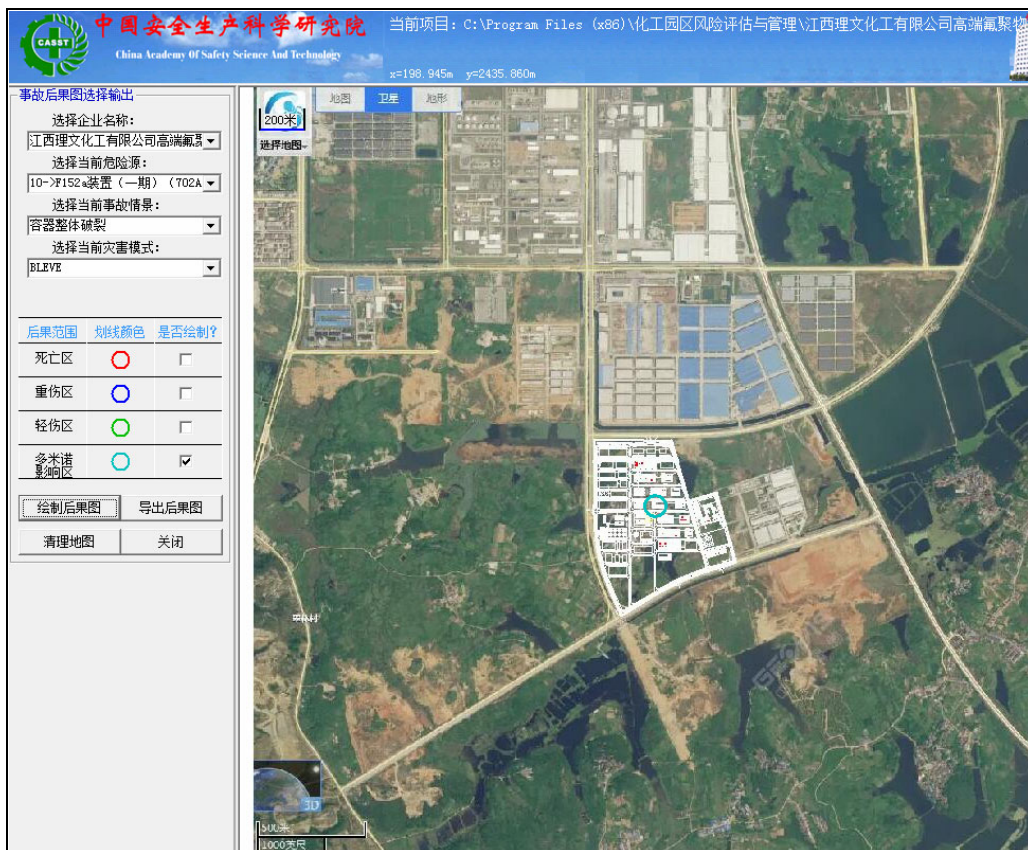 中国安全生产科学研究院
China Academy Of Safety Science And Technology
CASST
当前项目：C:\Program Files (x86)\化工园区风险评估与管理\江西理文化工有限公司高端氟聚物
x=198.945m y=2435.860m
事故后果图选择输出
选择企业名称：
江西理文化工有限公司高端氟聚
选择当前危险源：
10->F152a装置（一期）（702A
选择当前事故情景：
容器整体破裂
选择当前灾害模式：
BLEVE
后果范围 划线颜色 是否绘制?
死亡区
重伤区
轻伤区
多米诺
影响区
绘制后果图 导出后果图
清理地图 关闭
200米
选择地图
地图 卫星 地形
3D
500米
1000英尺